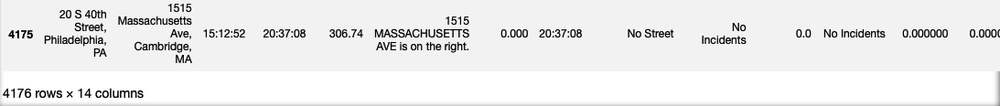 4175 20 S 40th Street, Philadelphia, PA 1515 Massachusetts Ave, Cambridge, MA 15:12:52 20:37:08 306.74 1515 MASSACHUSETTS AVE is on the right. 0.000 20:37:08 No Street No Incidents 0.0 No Incidents 0.000000 0.0000
4176 rows × 14 columns